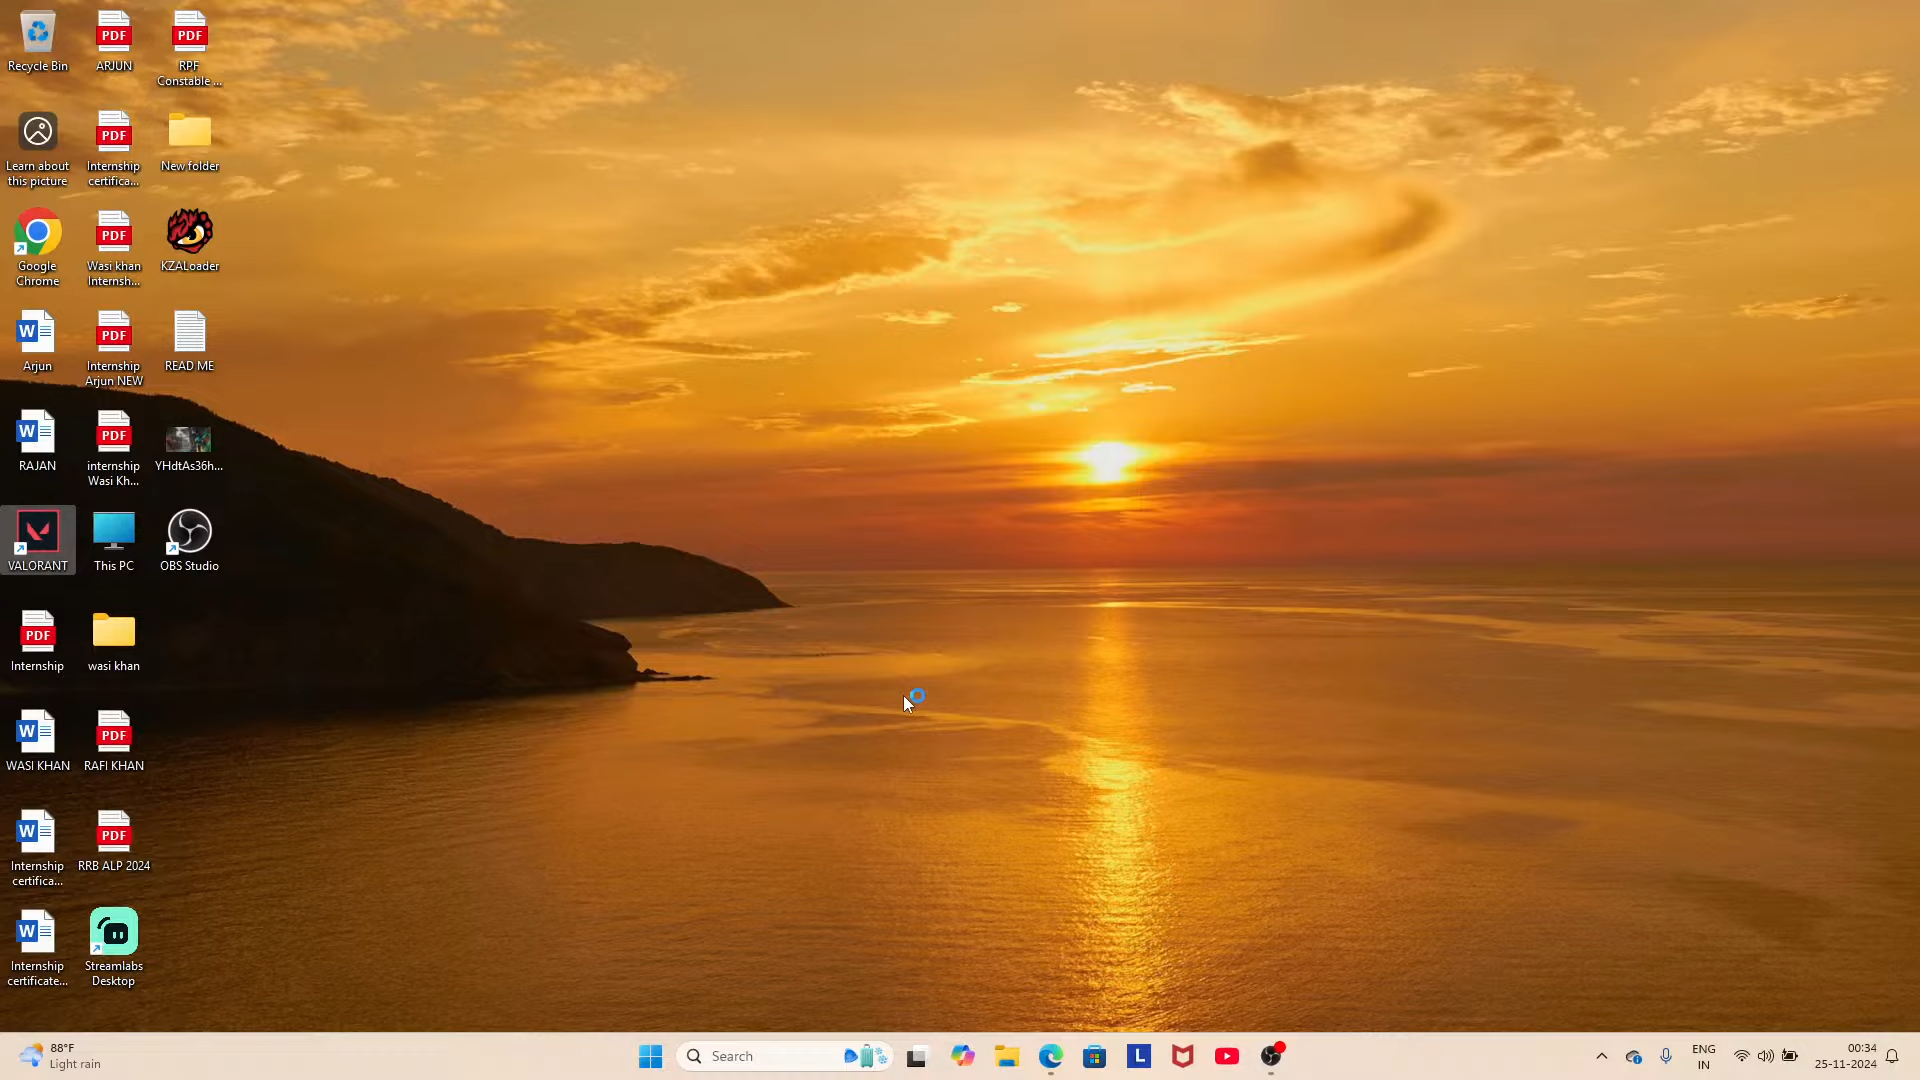 Recycle Bin
PDF
ARJUN
PDF
RPF
Constable ...
Learn about
this picture
PDF
Internship
certifica...
New folder
Google
Chrome
PDF
Wasi khan
Internsh...
KZALoader
W
Arjun
PDF
Internship
Arjun NEW
READ ME
W
RAJAN
PDF
internship
Wasi Kh...
YHdtAs36h...
VALORANT
This PC
OBS Studio
PDF
Internship
wasi khan
W
WASI KHAN
PDF
RAFI KHAN
W
Internship
certifica...
PDF
RRB ALP 2024
W
Internship
certificate...
Streamlabs
Desktop
88°F
Light rain
Search
L
ENG
IN
00:34
25-11-2024